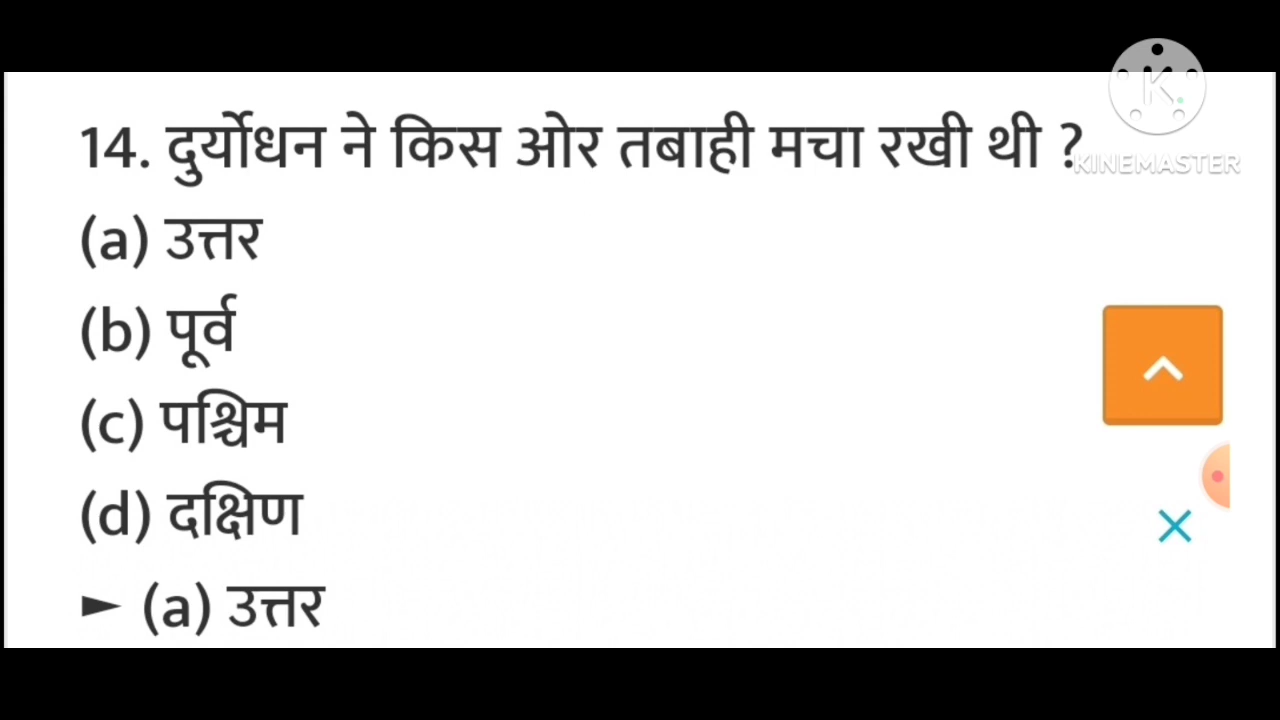 14. दुर्योधन ने किस ओर तबाही मचा रखी थी ?
KINEMASTER
(a) उत्तर
(b) पूर्व
(c) पश्चिम
(d) दक्षिण
► (a) उत्तर